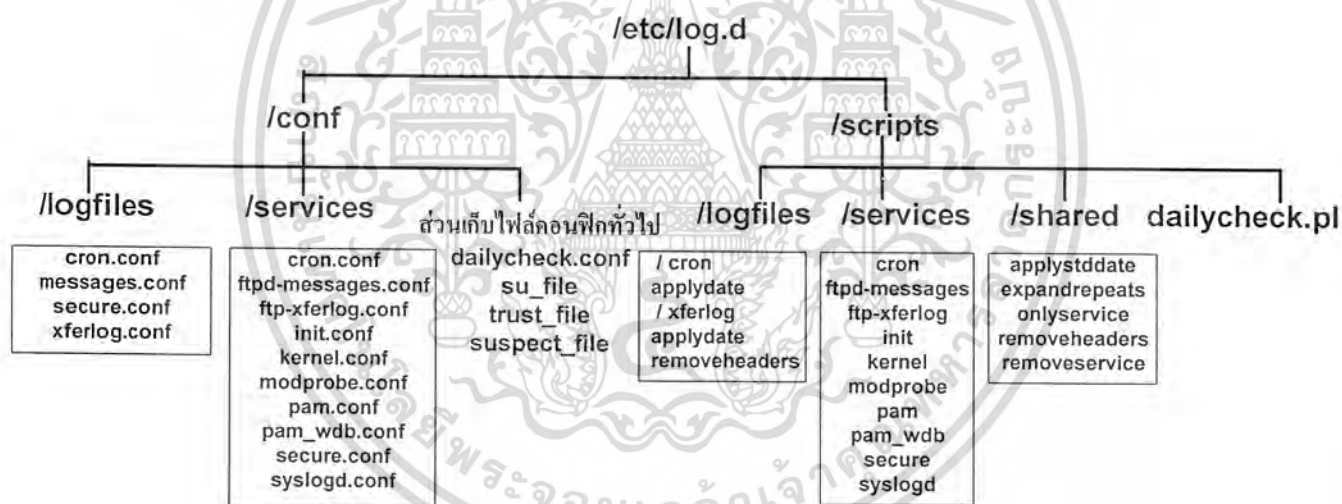 /etc/log.d
/conf
/scripts
/logfiles
cron.conf
messages.conf
secure.conf
xferlog.conf
/services
cron.conf
ftpd-messages.conf
ftp-xferlog.conf
init.conf
kernel.conf
modprobe.conf
pam.conf
pam_wdb.conf
secure.conf
syslogd.conf
ส่วนเก็บไฟล์คอนฟิกทั่วไป
dailycheck.conf
su_file
trust_file
suspect_file
/logfiles
/ cron
applydate
/ xferlog
applydate
removeheaders
/services
cron
ftpd-messages
ftp-xferlog
init
kernel
modprobe
pam
pam_wdb
secure
syslogd
/shared
applystddate
expandrepeats
onlyservice
removeheaders
removeservice
dailycheck.pl